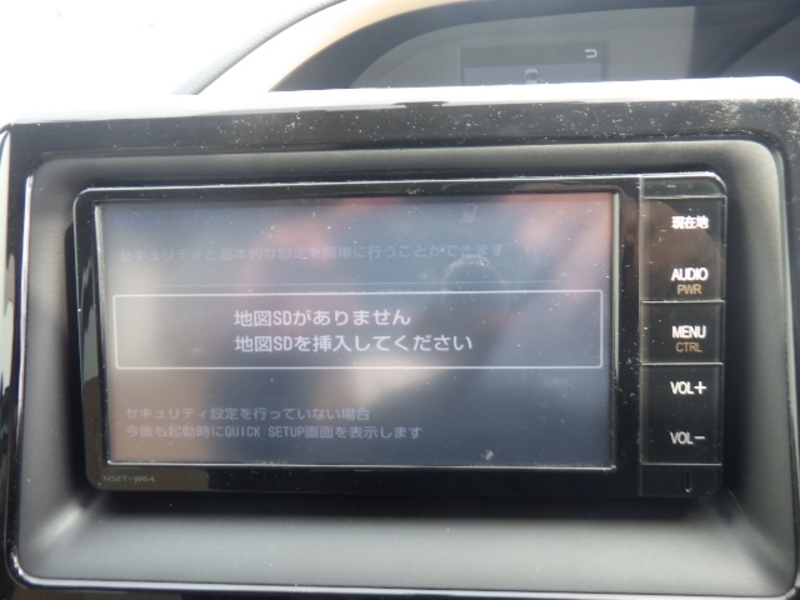 セキュリティと基本的な設定を簡単に行うことができます
地図SDがありません
地図SDを挿入してください
セキュリティ設定を行っていない場合
今後も起動時にQUICK SETUP画面を表示します
NSZT-W64
現在地
AUDIO
PWR
MENU
CTRL
VOL+
VOL-